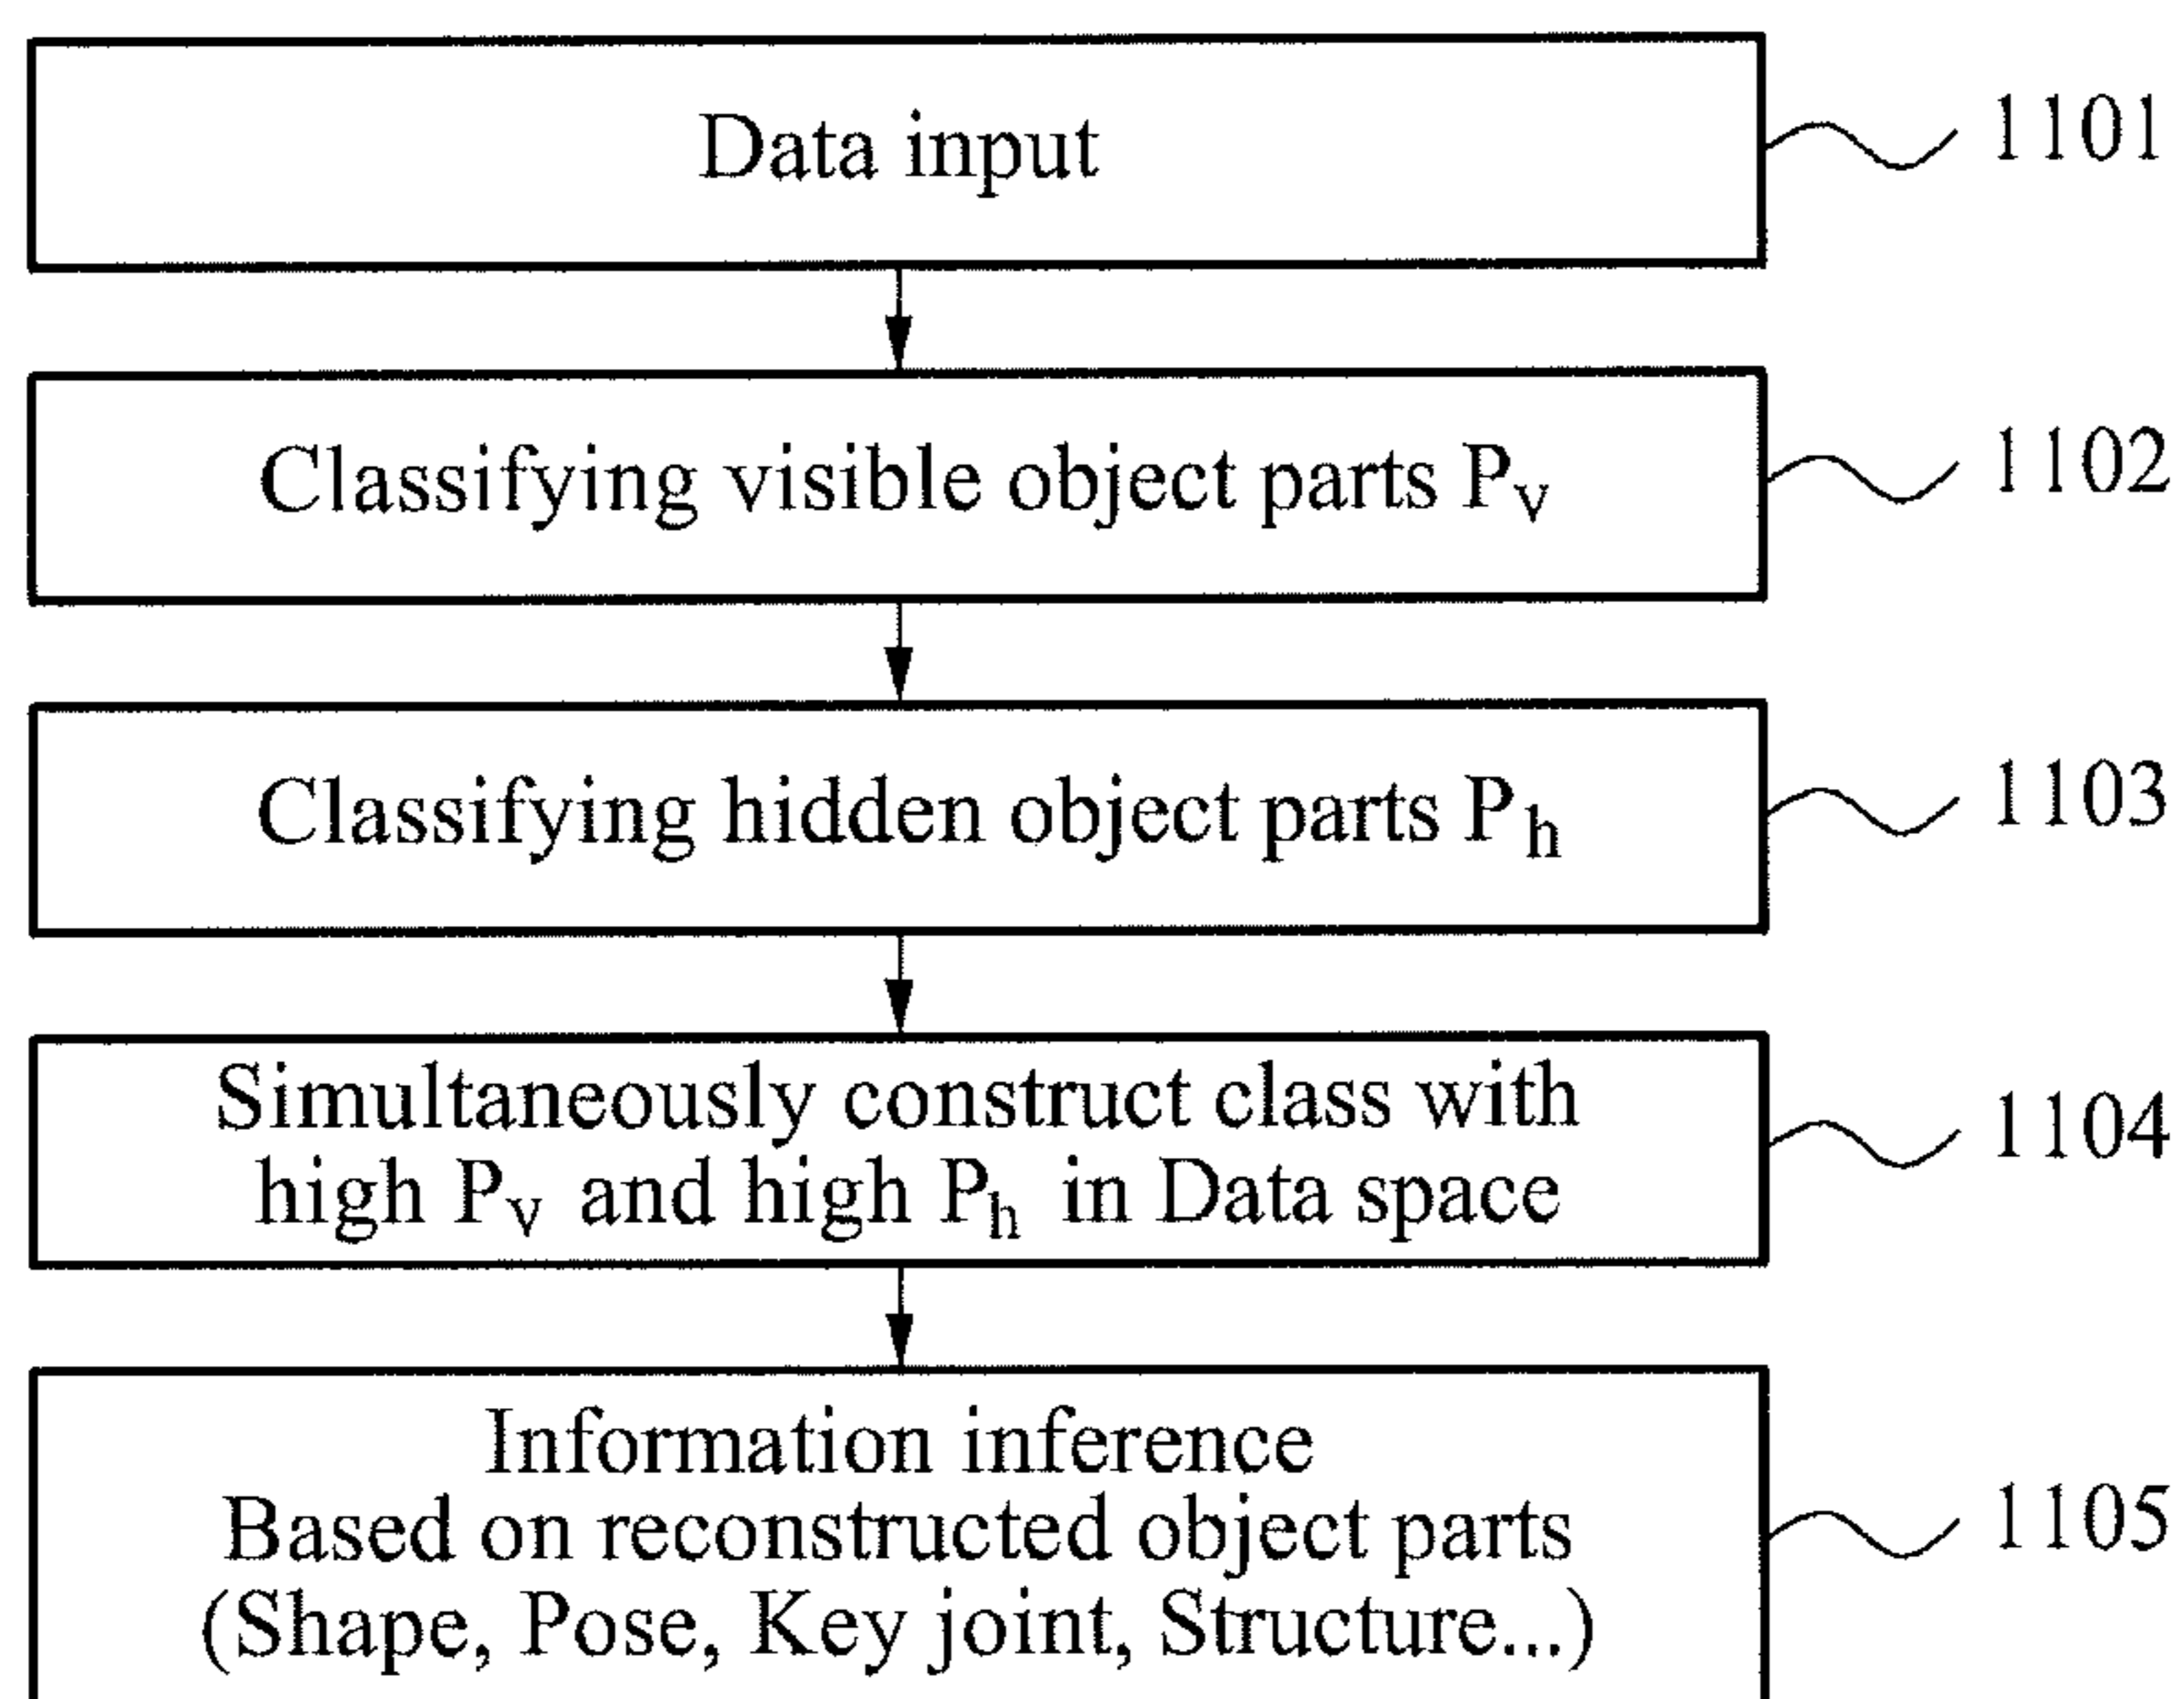 Data input
1101
Classifying visible object parts Pv
1102
Classifying hidden object parts Ph
1103
Simultaneously construct class with
high Pv and high Ph in Data space
1104
Information inference
Based on reconstructed object parts
(Shape, Pose, Key joint, Structure...)
1105